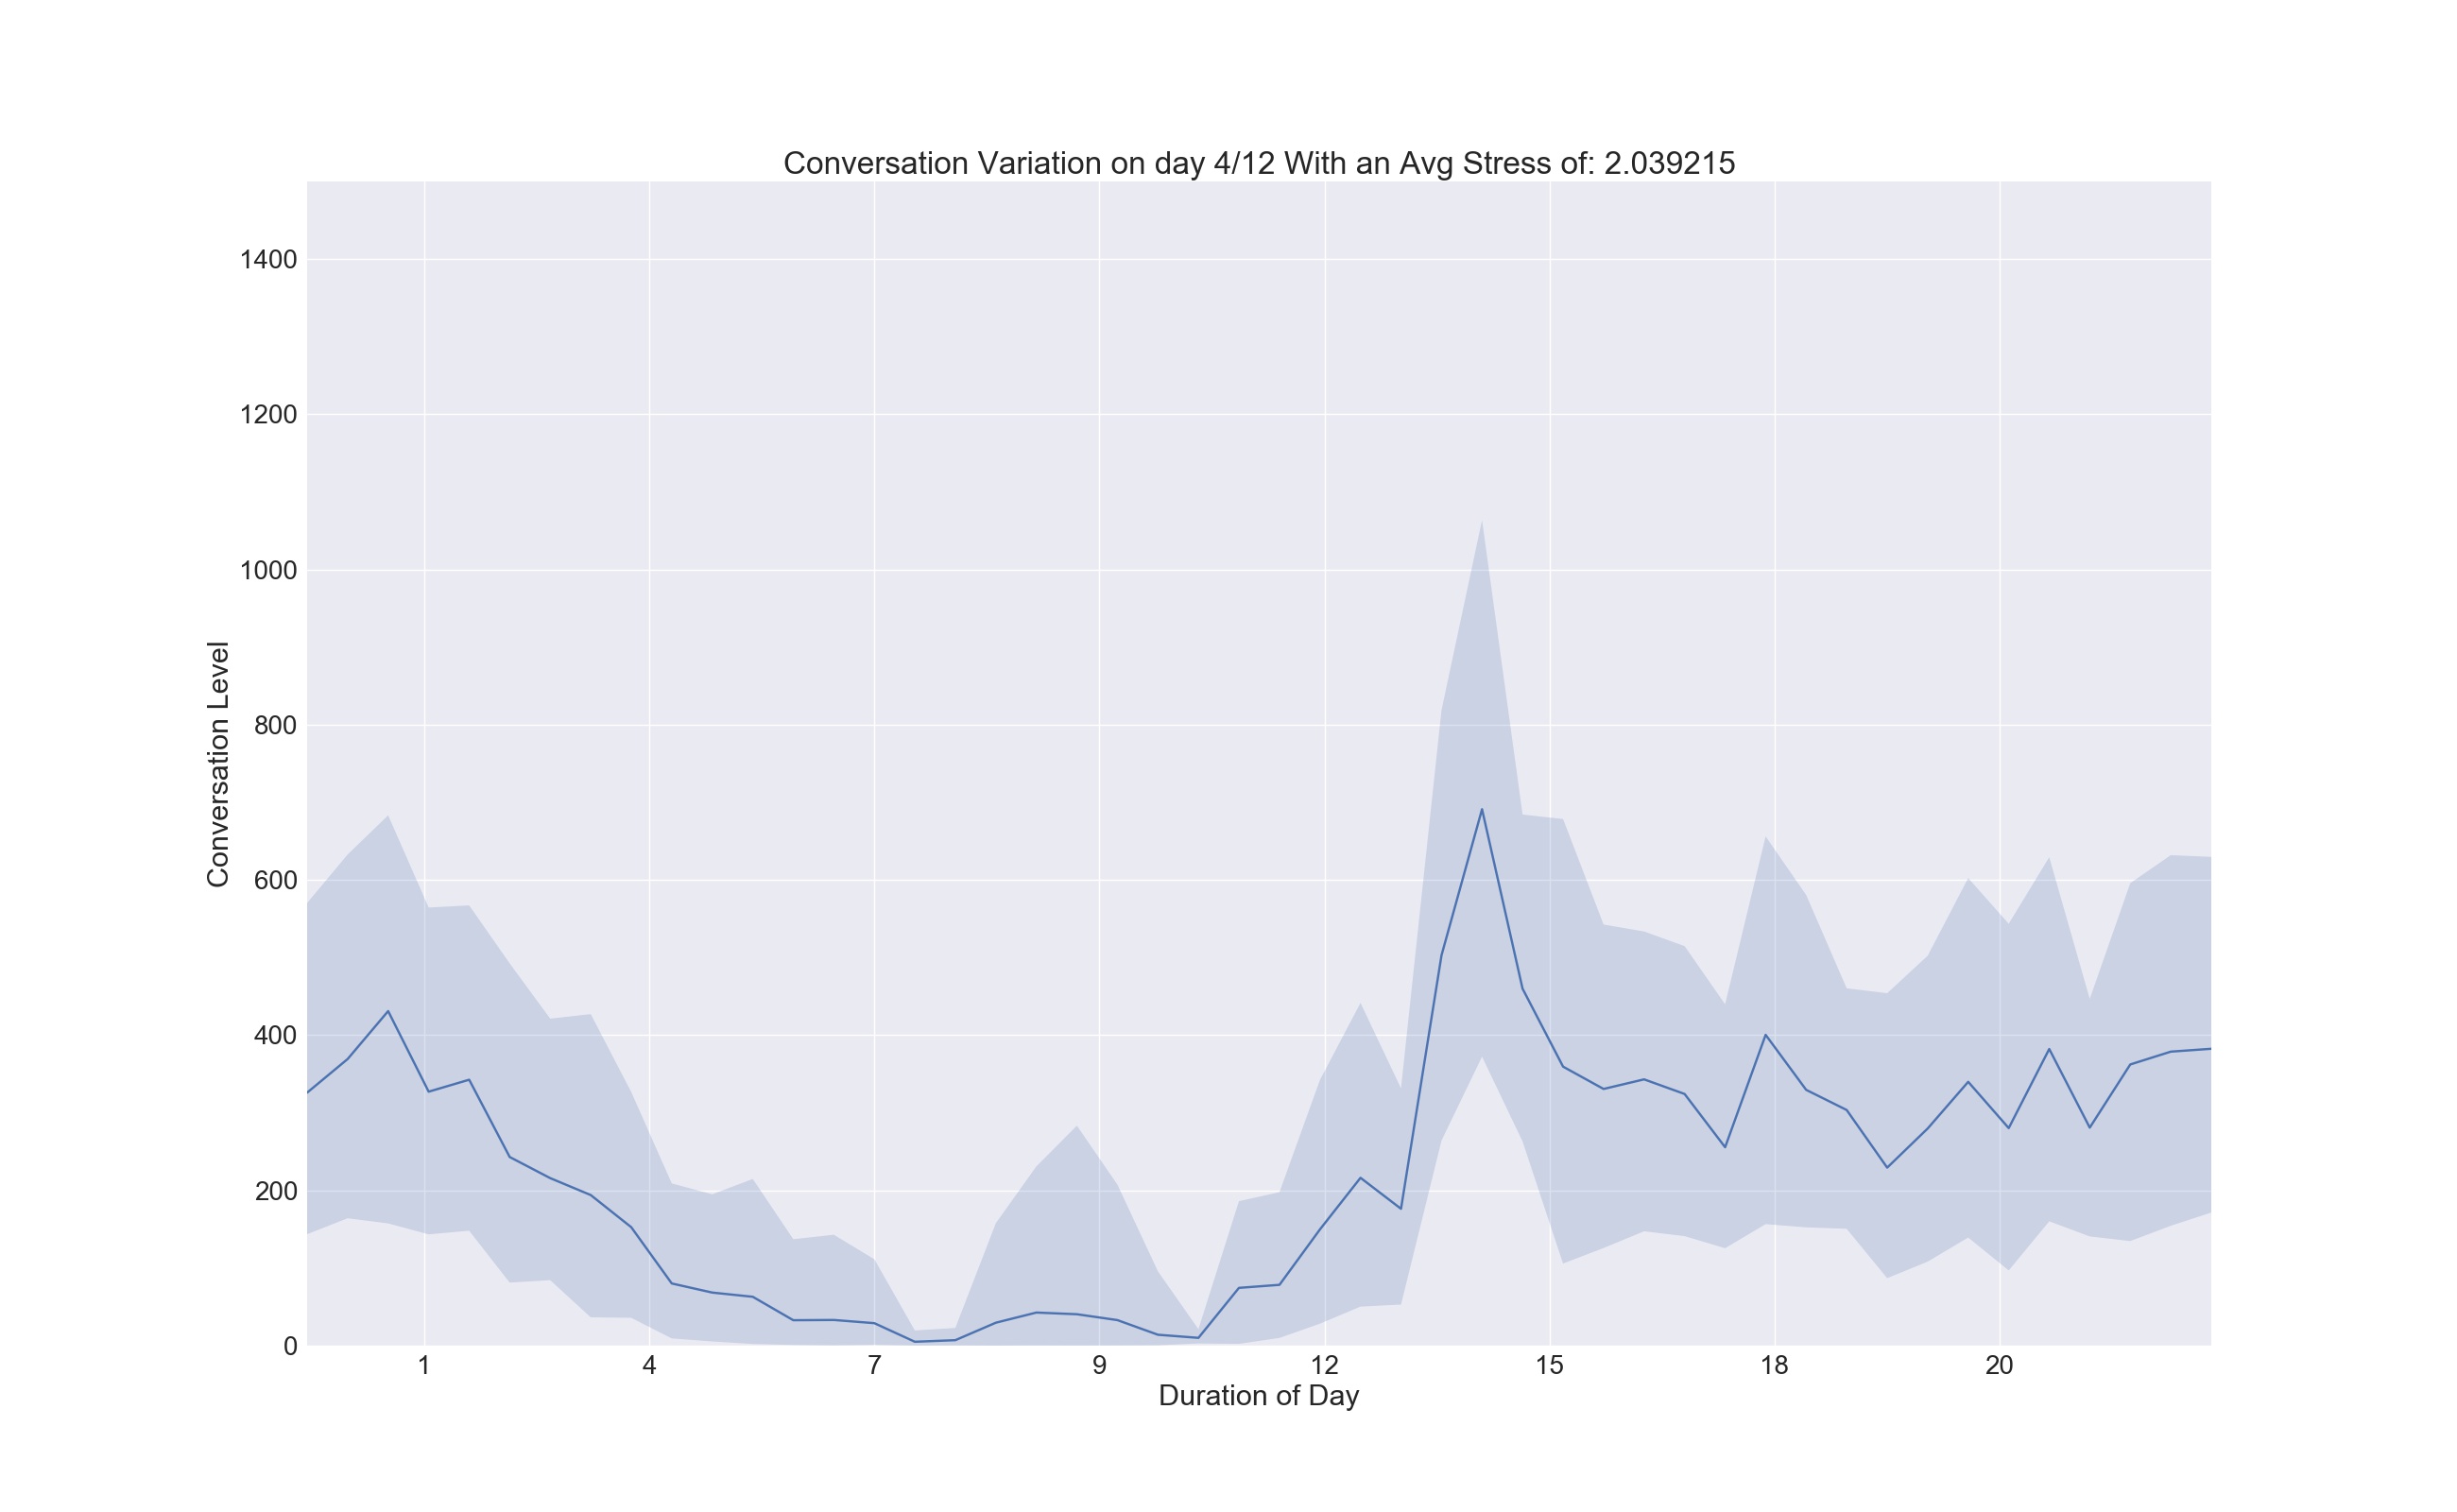 Conversation Variation on day 4/12 With an Avg Stress of: 2.039215
1400
1200
1000
800
600
400
200
0
Conversation Level
1 4 7 9 12 15 18 20
Duration of Day